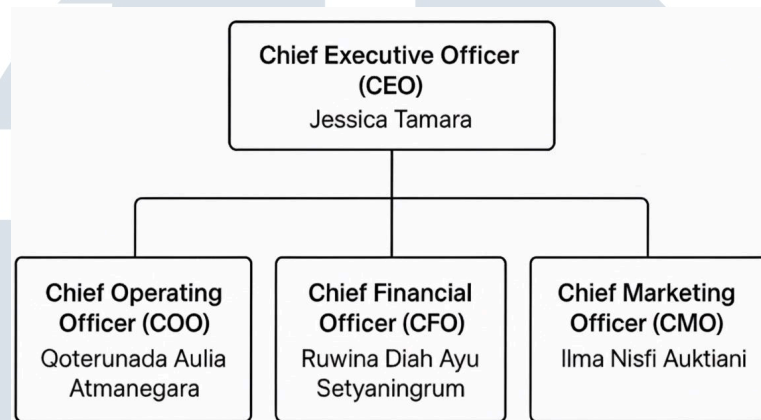 Chief Executive Officer
(CEO)
Jessica Tamara
Chief Operating
Officer (COO)
Qoterunada Aulia
Atmanegara
Chief Financial
Officer (CFO)
Ruwina Diah Ayu
Setyaningrum
Chief Marketing
Officer (CMO)
Ilma Nisfi Auktiani